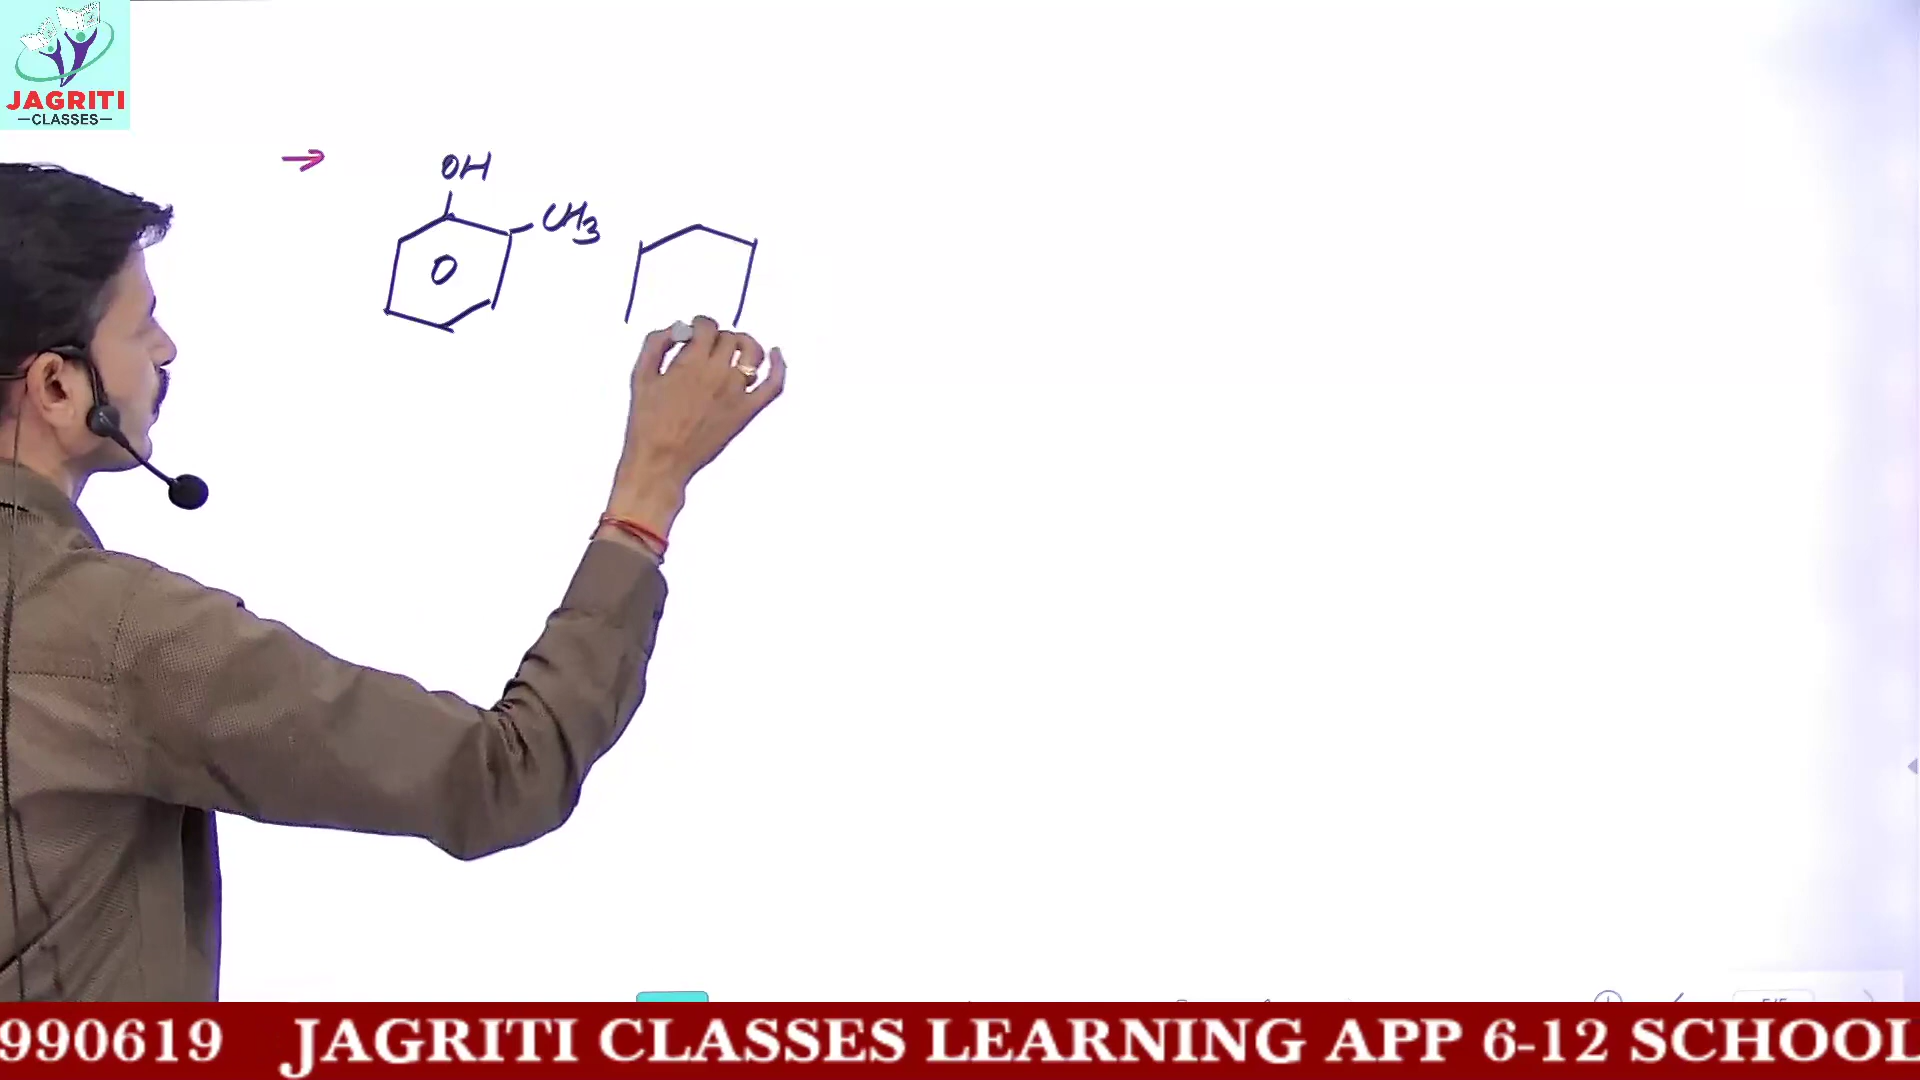 JAGRITI
CLASSES
OH
CH3
990619 JAGRITI CLASSES LEARNING APP 6-12 SCHOOL